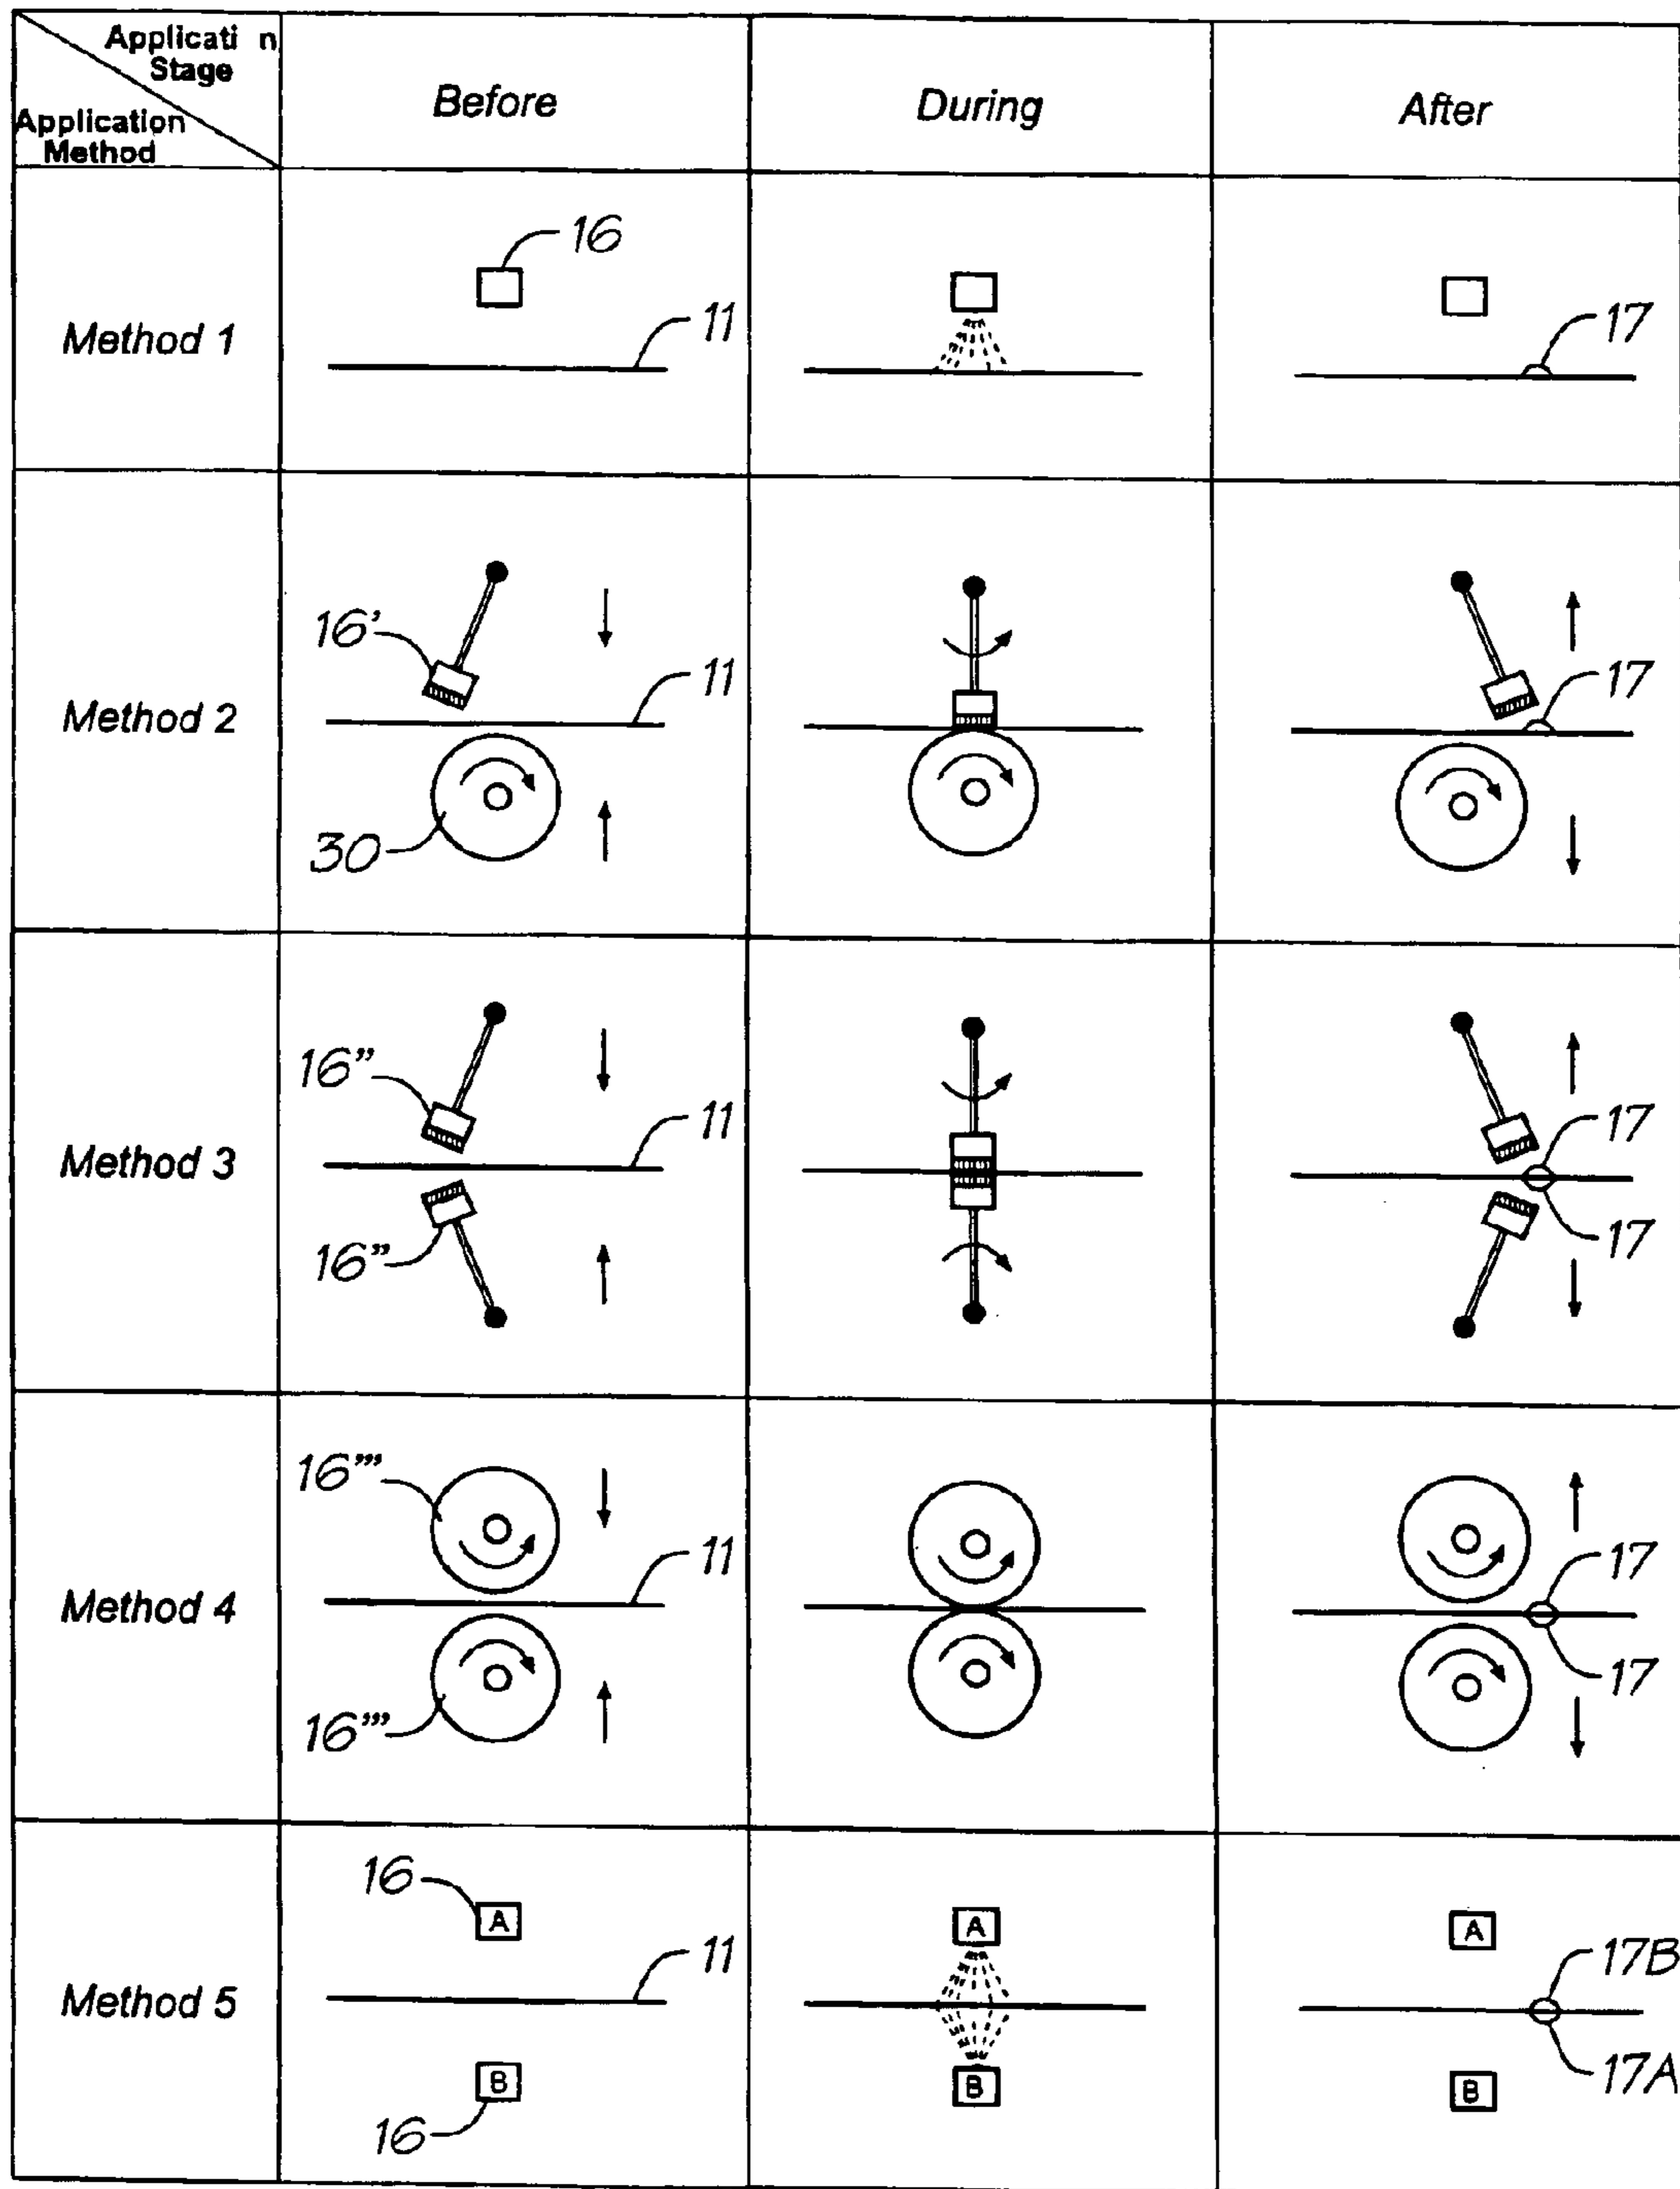 Applicati n
Stage
Application
Method
Before
During
After
Method 1
16
11
17
Method 2
16'
11
30
17
Method 3
16”
11
16”
17
17
Method 4
16”’
11
16”’
17
17
Method 5
16
A
11
B
16
A
B
A
17B
17A
B